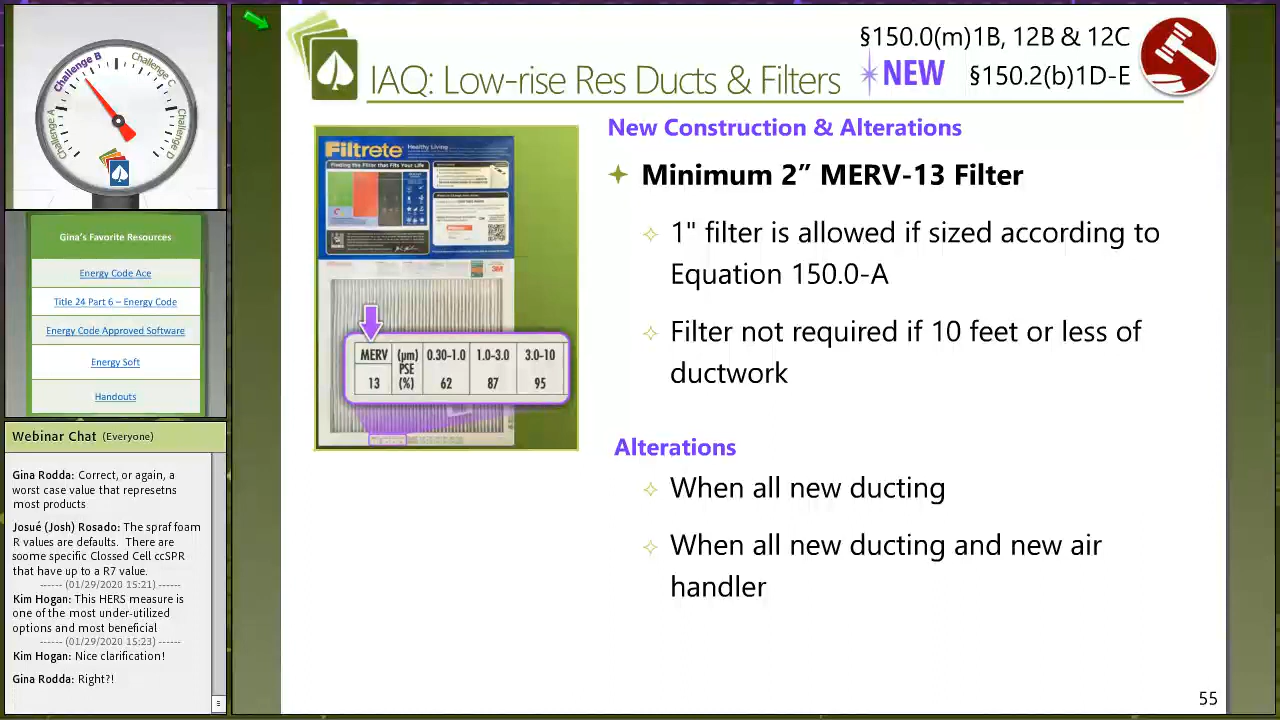 Challenge A
Challenge B
Challenge C
Challenge
Gina's Favorite Resources
Energy Code Ace
Title 24 Part 6 – Energy Code
Energy Code Approved Software
Energy Soft
Handouts
Webinar Chat (Everyone)
Gina Rodda: Correct, or again, a
worst case value that represetns
most products
Josué (Josh) Rosado: The spraf foam
R values are defaults. There are
soome specific Clossed Cell ccSPR
that have up to a R7 value.
------ (01/29/2020 15:21) ------
Kim Hogan: This HERS measure is
one of the most under-utilized
options and most beneficial
------ (01/29/2020 15:23) ------
Kim Hogan: Nice clarification!
Gina Rodda: Right?!
IAQ: Low-rise Res Ducts & Filters
§150.0(m)1B, 12B & 12C
NEW §150.2(b)1D-E
Filtrete Healthy Living
Finding the Filter that Fits Your Life
3M
MERV (µm) 0.30-1.0 1.0-3.0 3.0-10
13 PSE (%) 62 87 95
New Construction & Alterations
Minimum 2” MERV-13 Filter
1" filter is allowed if sized according to
Equation 150.0-A
Filter not required if 10 feet or less of
ductwork
Alterations
When all new ducting
When all new ducting and new air
handler
55